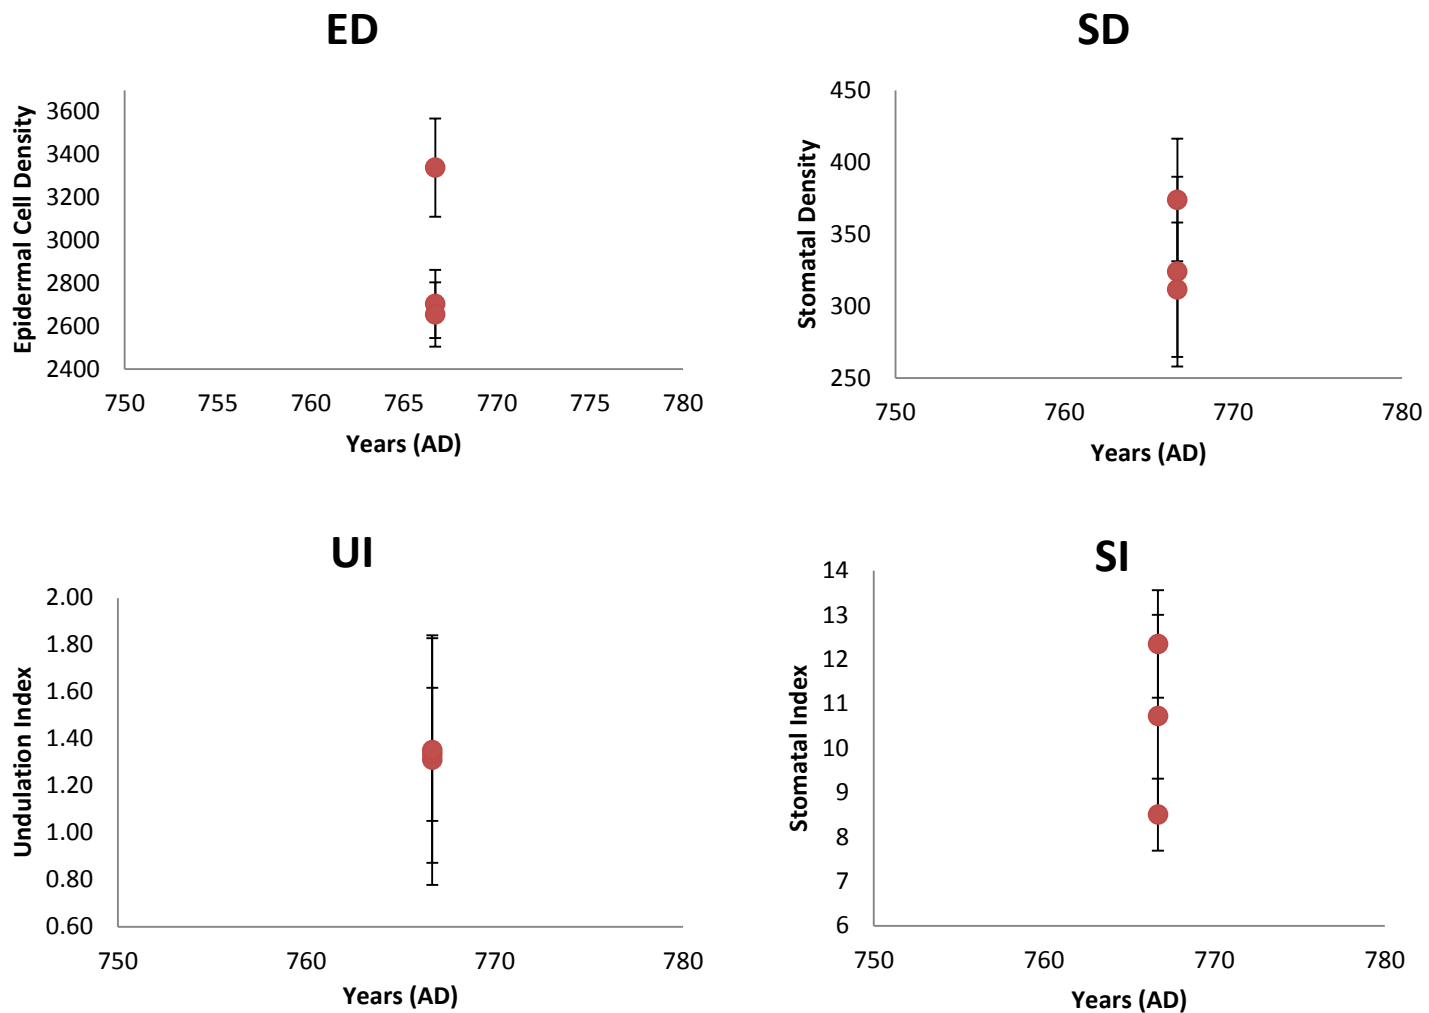 ED
Epidermal Cell Density
3600
3400
3200
3000
2800
2600
2400
750 755 760 765 770 775 780
Years (AD)
SD
Stomatal Density
450
400
350
300
250
750 760 770 780
Years (AD)
UI
Undulation Index
2.00
1.80
1.60
1.40
1.20
1.00
0.80
0.60
750 760 770 780
Years (AD)
SI
Stomatal Index
14
13
12
11
10
9
8
7
6
750 760 770 780
Years (AD)